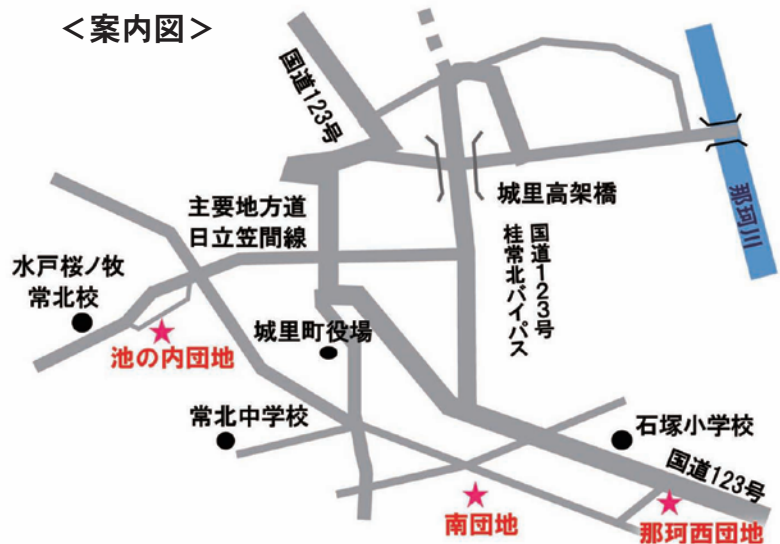 ＜案内図＞
国道123号
主要地方道
日立笠間線
城里高架橋
国道123号
桂常北バイパス
那珂川
水戸桜ノ牧
常北校
池の内団地
城里町役場
常北中学校
石塚小学校
国道123号
南団地
那珂西団地